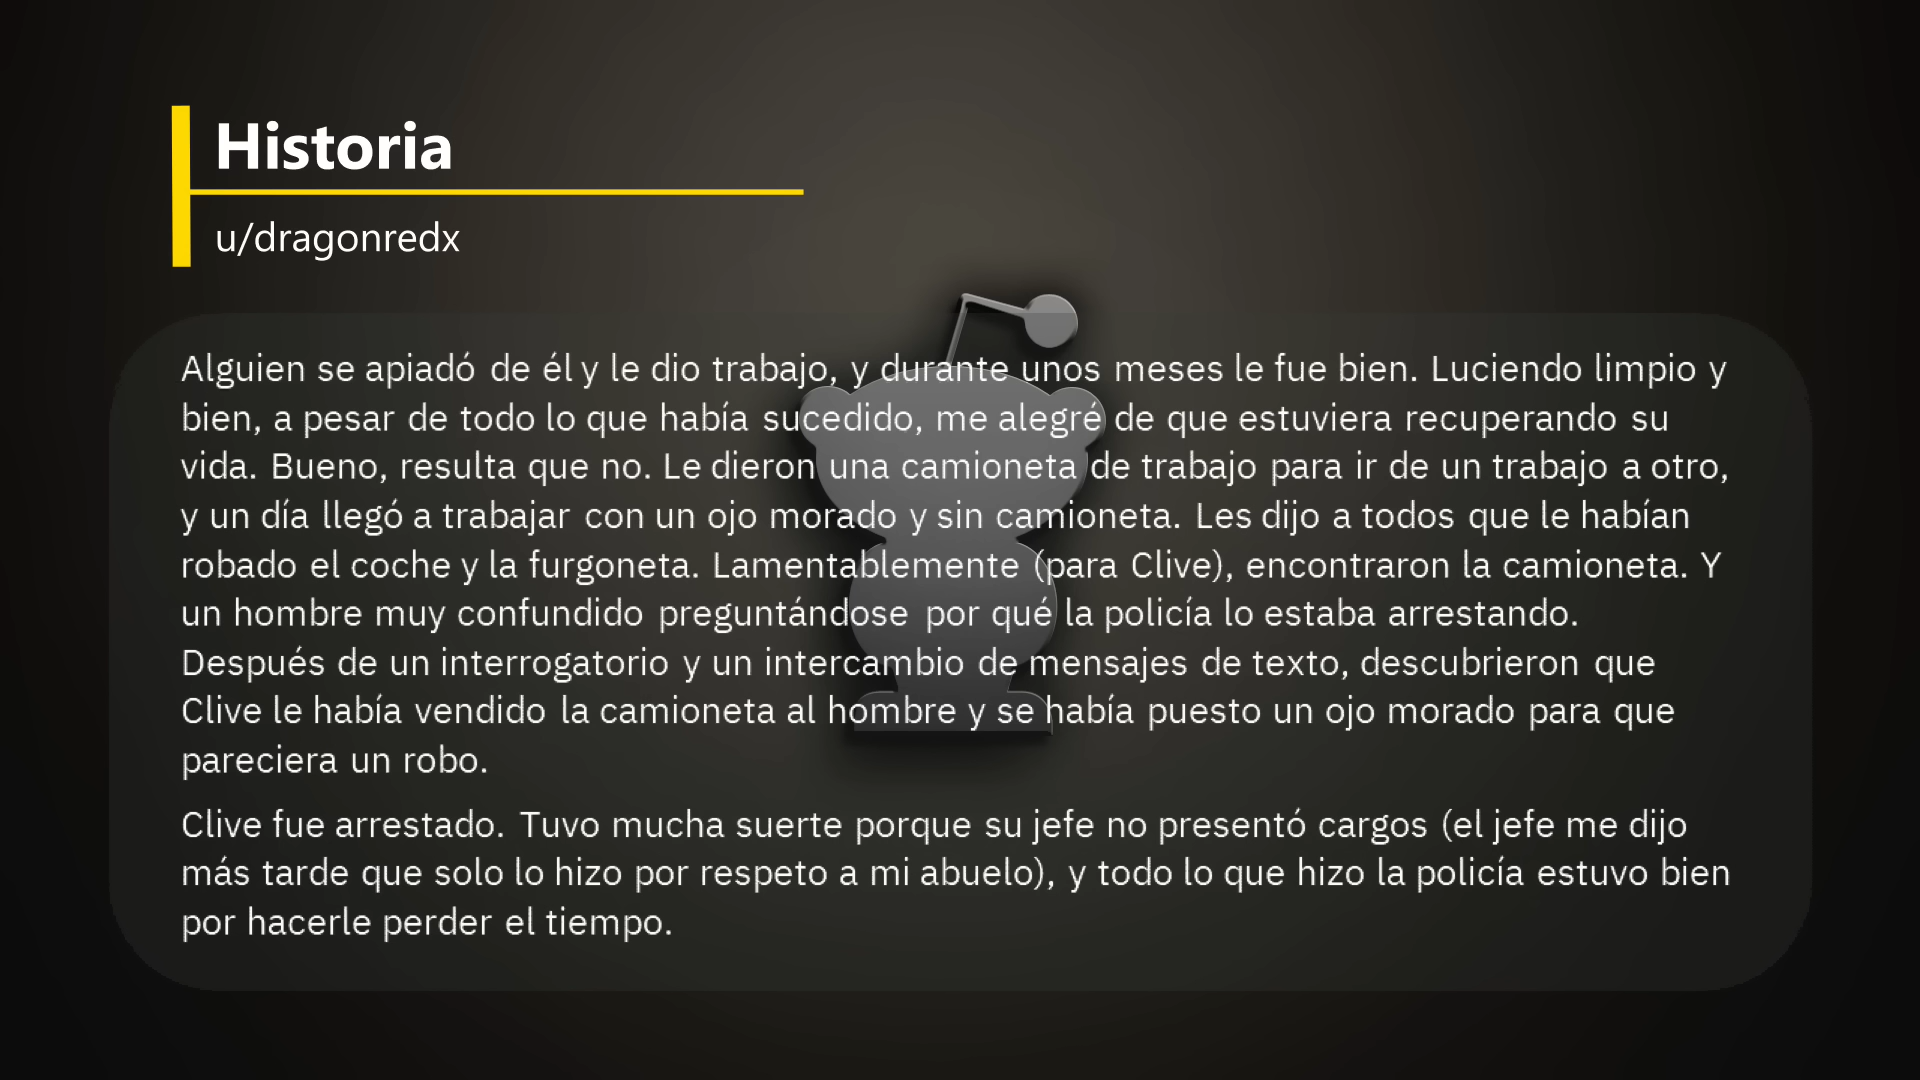 Historia
u/dragonredx
Alguien se apiadó de él y le dio trabajo, y durante unos meses le fue bien. Luciendo limpio y
bien, a pesar de todo lo que había sucedido, me alegré de que estuviera recuperando su
vida. Bueno, resulta que no. Le dieron una camioneta de trabajo para ir de un trabajo a otro,
y un día llegó a trabajar con un ojo morado y sin camioneta. Les dijo a todos que le habían
robado el coche y la furgoneta. Lamentablemente (para Clive), encontraron la camioneta. Y
un hombre muy confundido preguntándose por qué la policía lo estaba arrestando.
Después de un interrogatorio y un intercambio de mensajes de texto, descubrieron que
Clive le había vendido la camioneta al hombre y se había puesto un ojo morado para que
pareciera un robo.
Clive fue arrestado. Tuvo mucha suerte porque su jefe no presentó cargos (el jefe me dijo
más tarde que solo lo hizo por respeto a mi abuelo), y todo lo que hizo la policía estuvo bien
por hacerle perder el tiempo.